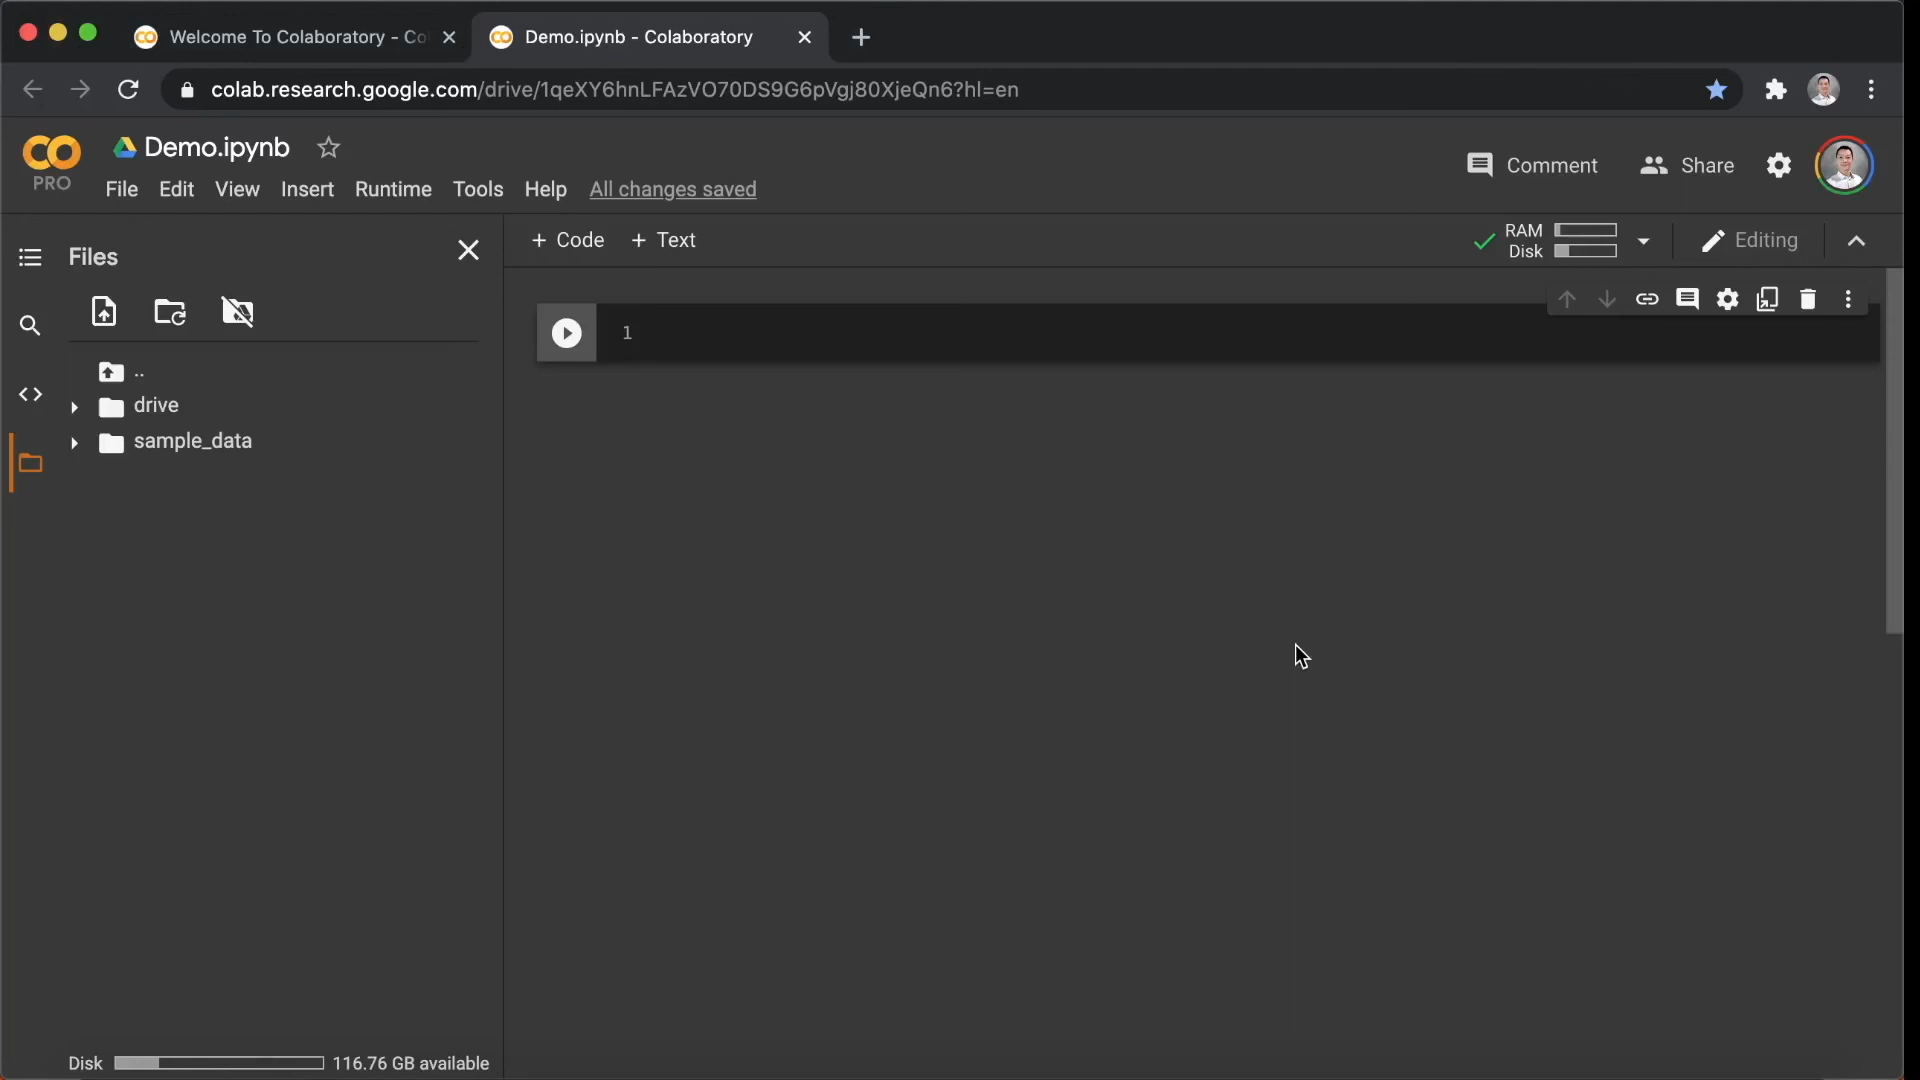 Welcome To Colaboratory - Co
Demo.ipynb - Colaboratory
colab.research.google.com/drive/1qeXY6hnLFAzVO70DS9G6pVgj80XjeQn6?hl=en
PRO
Demo.ipynb
File Edit View Insert Runtime Tools Help All changes saved
Comment
Share
Files
+ Code + Text
RAM
Disk
Editing
1
..
drive
sample_data
Disk 116.76 GB available